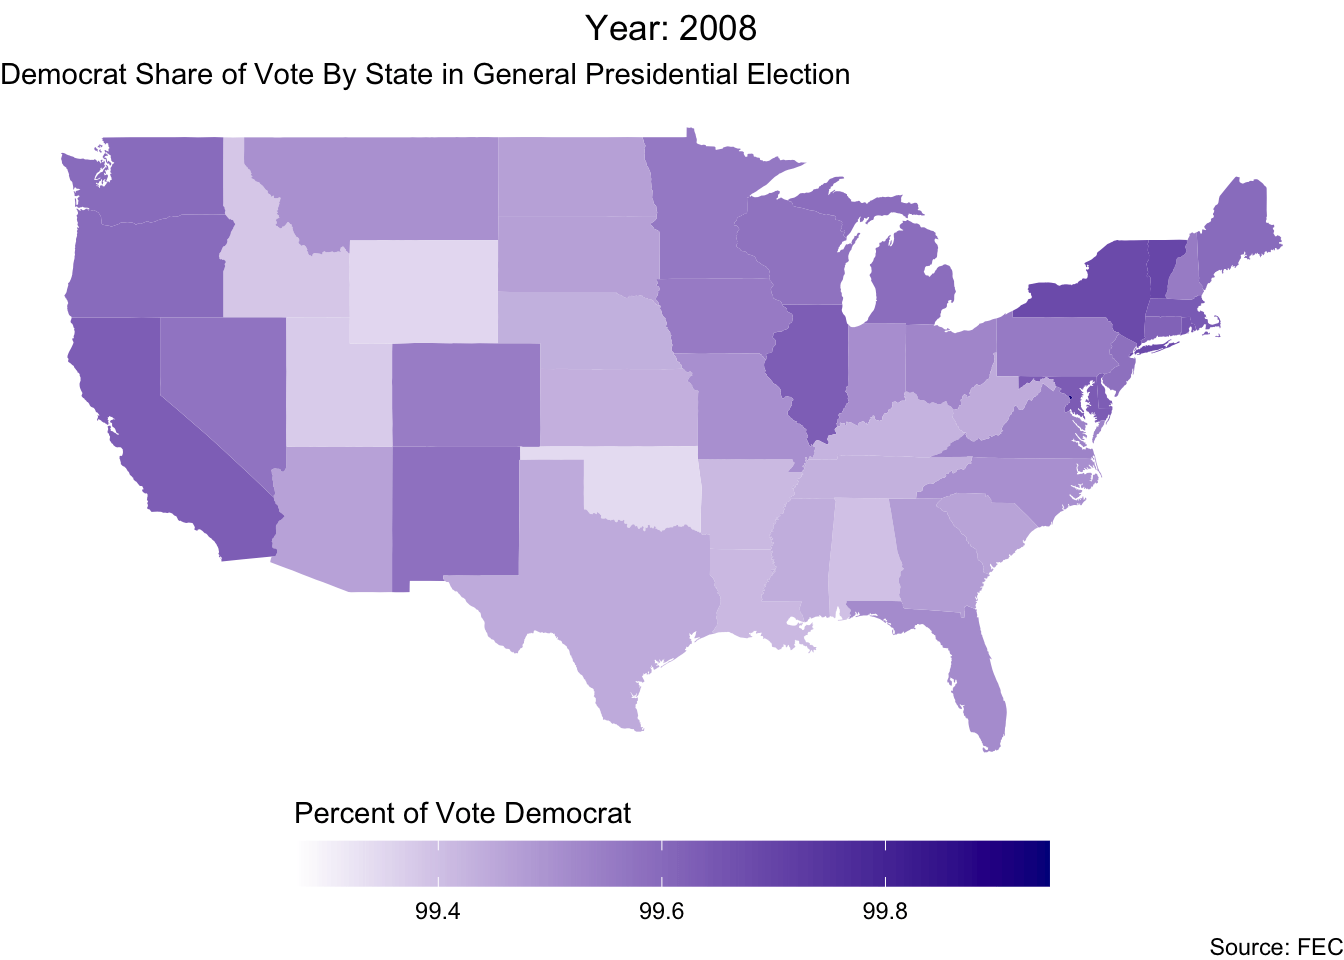 Year: 2008
Democrat Share of Vote By State in General Presidential Election
Percent of Vote Democrat
99.4 99.6 99.8
Source: FEC